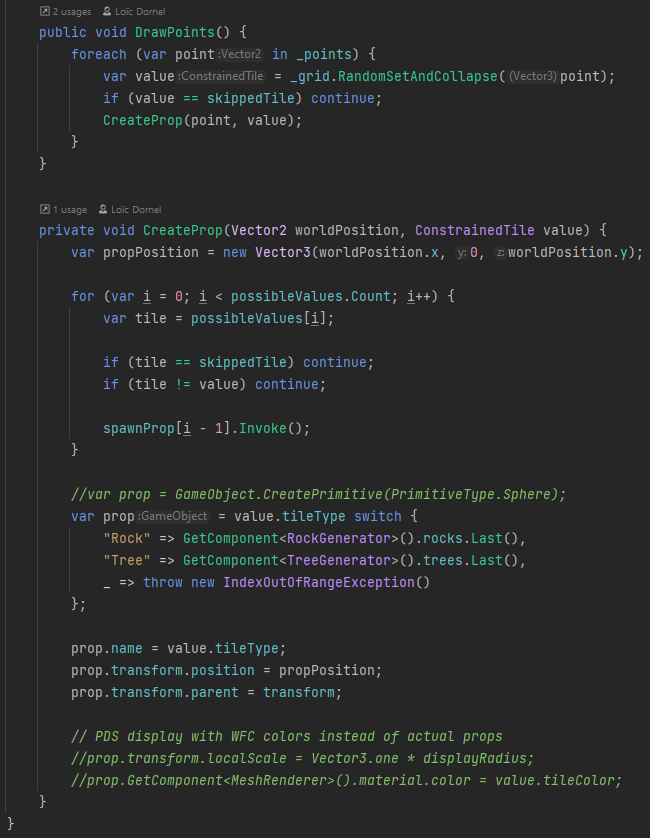 2 usages Loïc Dornel
public void DrawPoints() {
foreach (var point :Vector2 in _points) {
var value :ConstrainedTile = _grid.RandomSetAndCollapse( (Vector3) point);
if (value == skippedTile) continue;
CreateProp(point, value);
}
}
1 usage Loïc Dornel
private void CreateProp(Vector2 worldPosition, ConstrainedTile value) {
var propPosition = new Vector3(worldPosition.x, y: 0, z: worldPosition.y);
for (var i = 0; i < possibleValues.Count; i++) {
var tile = possibleValues[i];
if (tile == skippedTile) continue;
if (tile != value) continue;
spawnProp[i - 1].Invoke();
}
//var prop = GameObject.CreatePrimitive(PrimitiveType.Sphere);
var prop :GameObject = value.tileType switch {
"Rock" => GetComponent<RockGenerator>().rocks.Last(),
"Tree" => GetComponent<TreeGenerator>().trees.Last(),
_ => throw new IndexOutOfRangeException()
};
prop.name = value.tileType;
prop.transform.position = propPosition;
prop.transform.parent = transform;
// PDS display with WFC colors instead of actual props
//prop.transform.localScale = Vector3.one * displayRadius;
//prop.GetComponent<MeshRenderer>().material.color = value.tileColor;
}
}